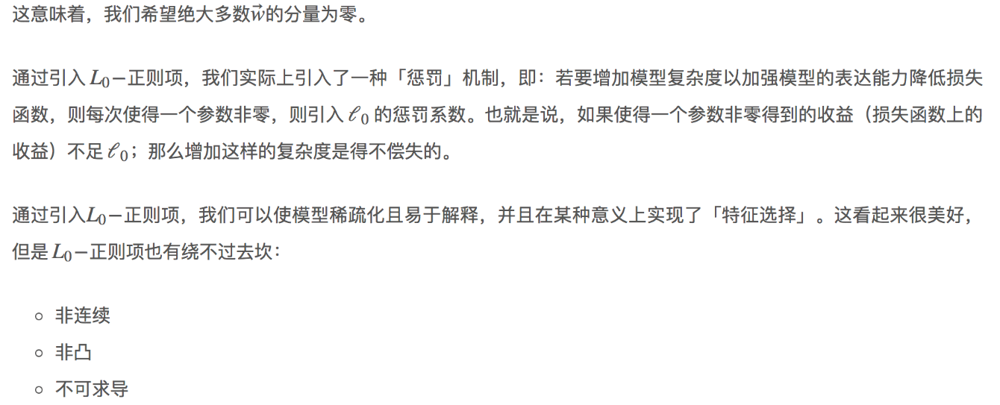 这意味着，我们希望绝大多数w⃗的分量为零。
通过引入 L₀−正则项，我们实际上引入了一种「惩罚」机制，即：若要增加模型复杂度以加强模型的表达能力降低损失
函数，则每次使得一个参数非零，则引入 ℓ₀ 的惩罚系数。也就是说，如果使得一个参数非零得到的收益（损失函数上的
收益）不足 ℓ₀；那么增加这样的复杂度是得不偿失的。
通过引入L₀−正则项，我们可以使模型稀疏化且易于解释，并且在某种意义上实现了「特征选择」。这看起来很美好，
但是 L₀−正则项也有绕不过去坎：
◦ 非连续
◦ 非凸
◦ 不可求导